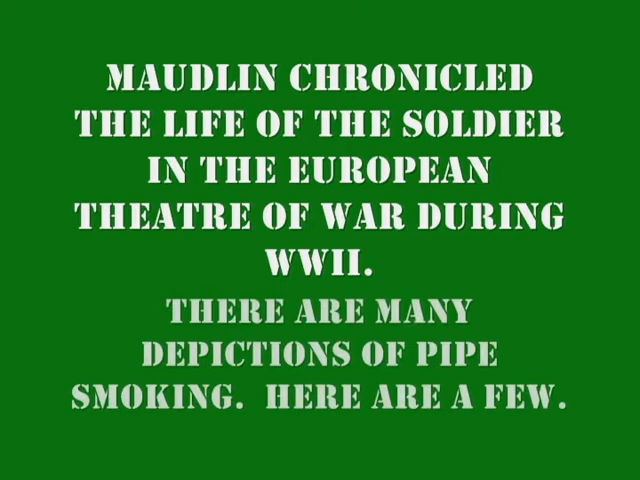 MAUDLIN CHRONICLED
THE LIFE OF THE SOLDIER
IN THE EUROPEAN
THEATRE OF WAR DURING
WWII.
THERE ARE MANY
DEPICTIONS OF PIPE
SMOKING.  HERE ARE A FEW.